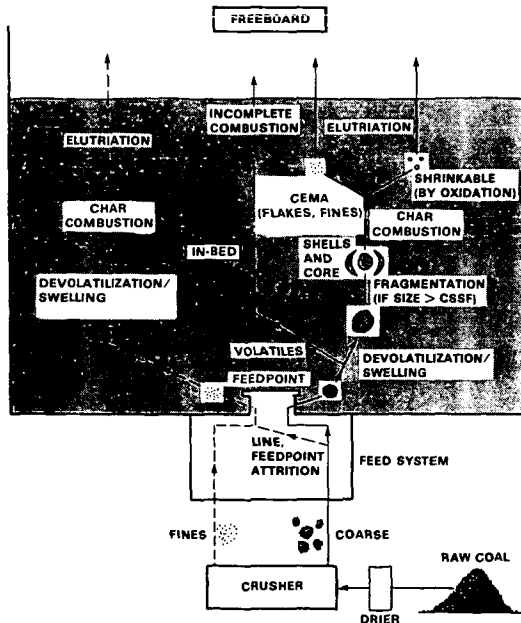 FREEBOARD
INCOMPLETE
COMBUSTION
ELUTRIATION
ELUTRIATION
SHRINKABLE
(BY OXIDATION)
CEMA
(FLAKES, FINES)
CHAR
COMBUSTION
CHAR
COMBUSTION
IN-BED
SHELLS
AND
CORE
FRAGMENTATION
(IF SIZE > CSSF)
DEVOLATILIZATION/
SWELLING
VOLATILES
DEVOLATILIZATION/
SWELLING
FEEDPOINT
LINE,
FEEDPOINT
ATTRITION
FEED SYSTEM
FINES
COARSE
RAW COAL
CRUSHER
DRIER